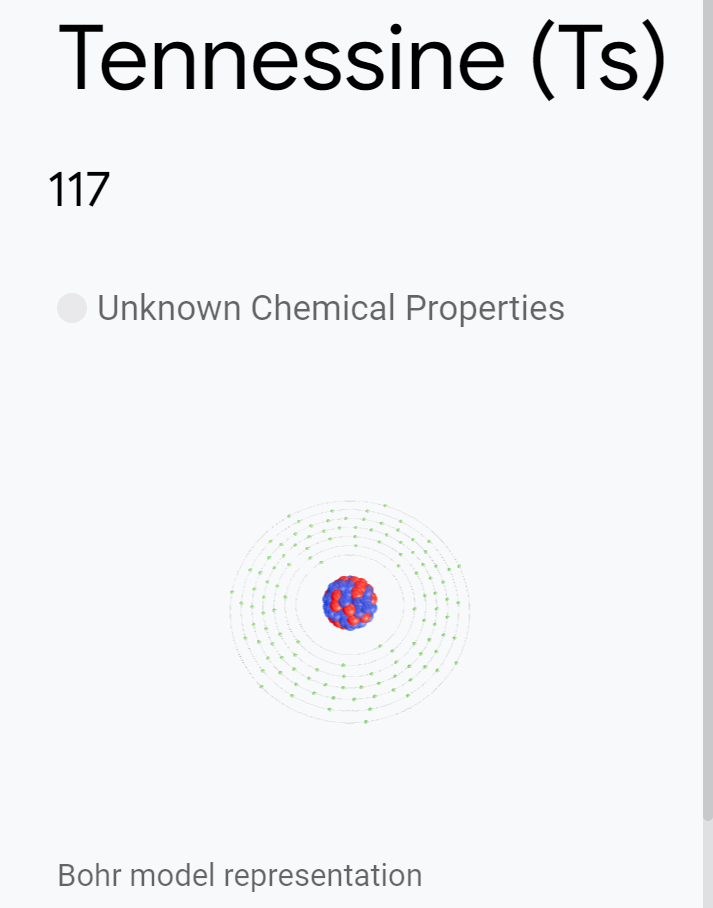 Tennessine (Ts)
117
Unknown Chemical Properties
Bohr model representation